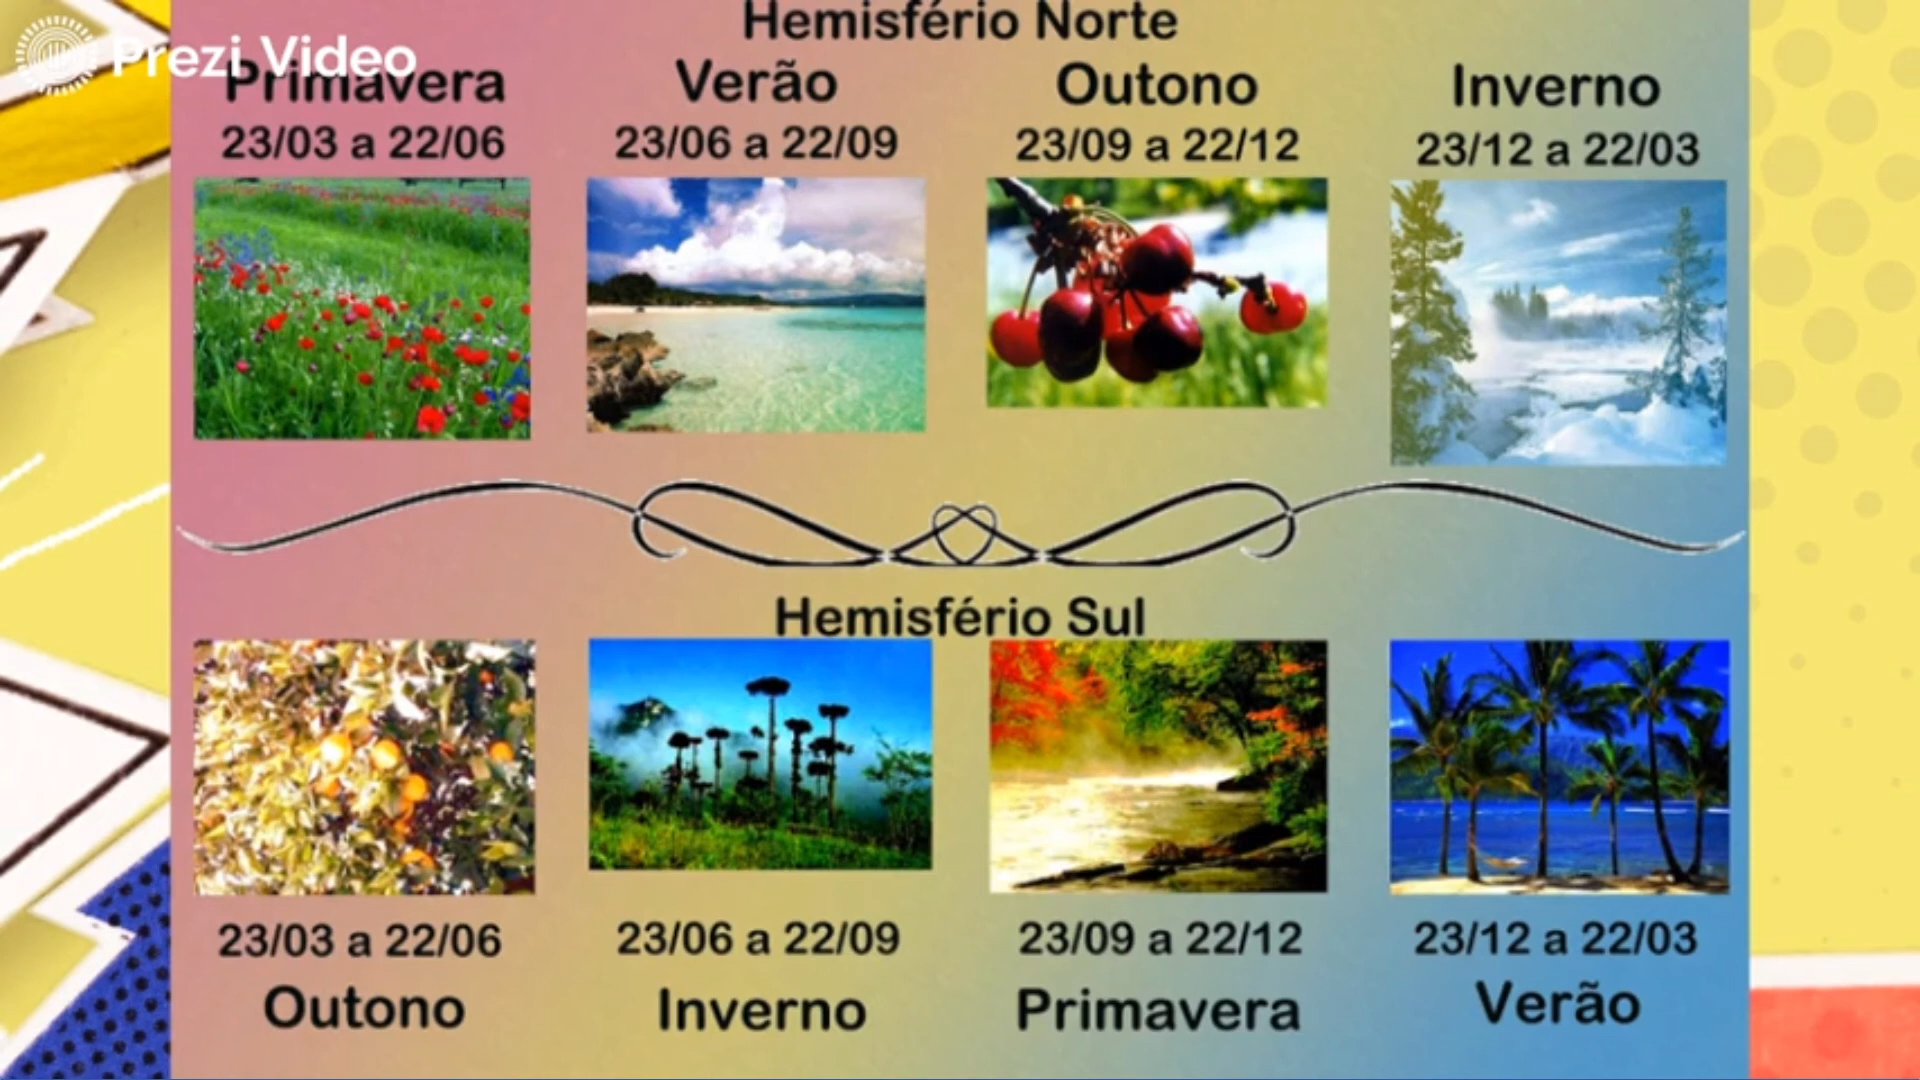 Prezi Video
Hemisfério Norte
Primavera
23/03 a 22/06
Verão
23/06 a 22/09
Outono
23/09 a 22/12
Inverno
23/12 a 22/03
Hemisfério Sul
23/03 a 22/06
Outono
23/06 a 22/09
Inverno
23/09 a 22/12
Primavera
23/12 a 22/03
Verão